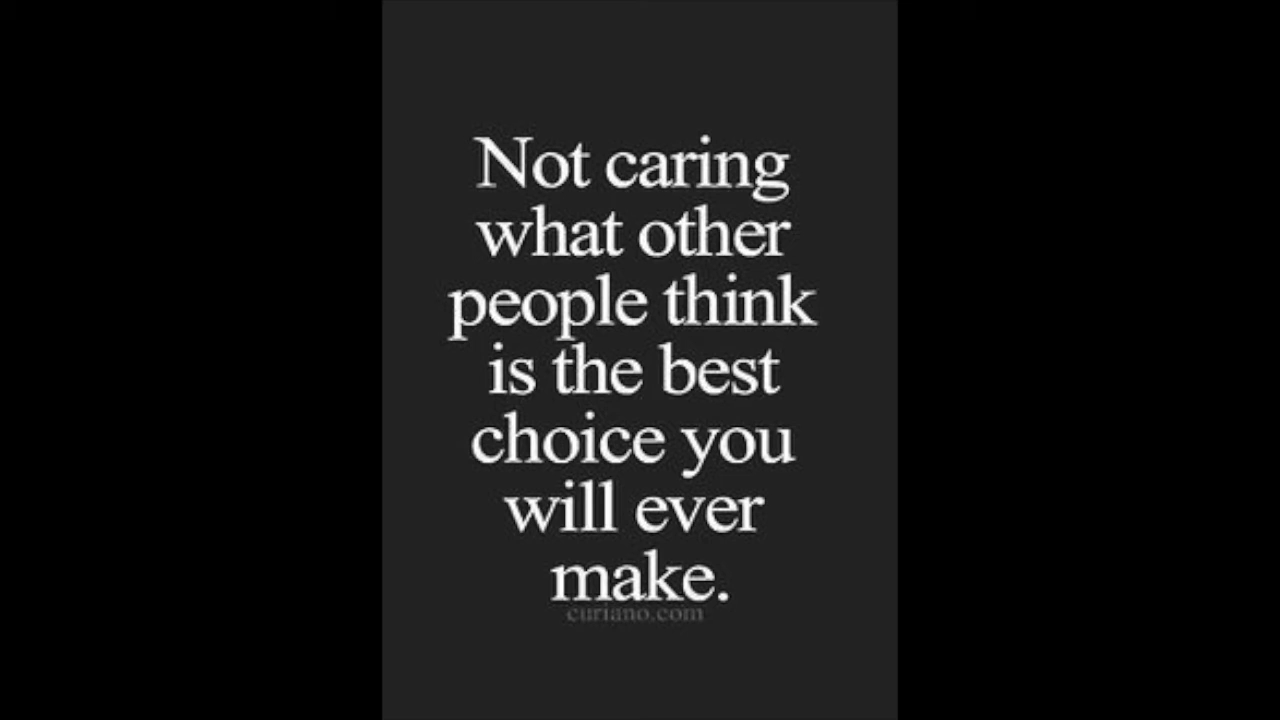 Not caring
what other
people think
is the best
choice you
will ever
make.
curiano.com